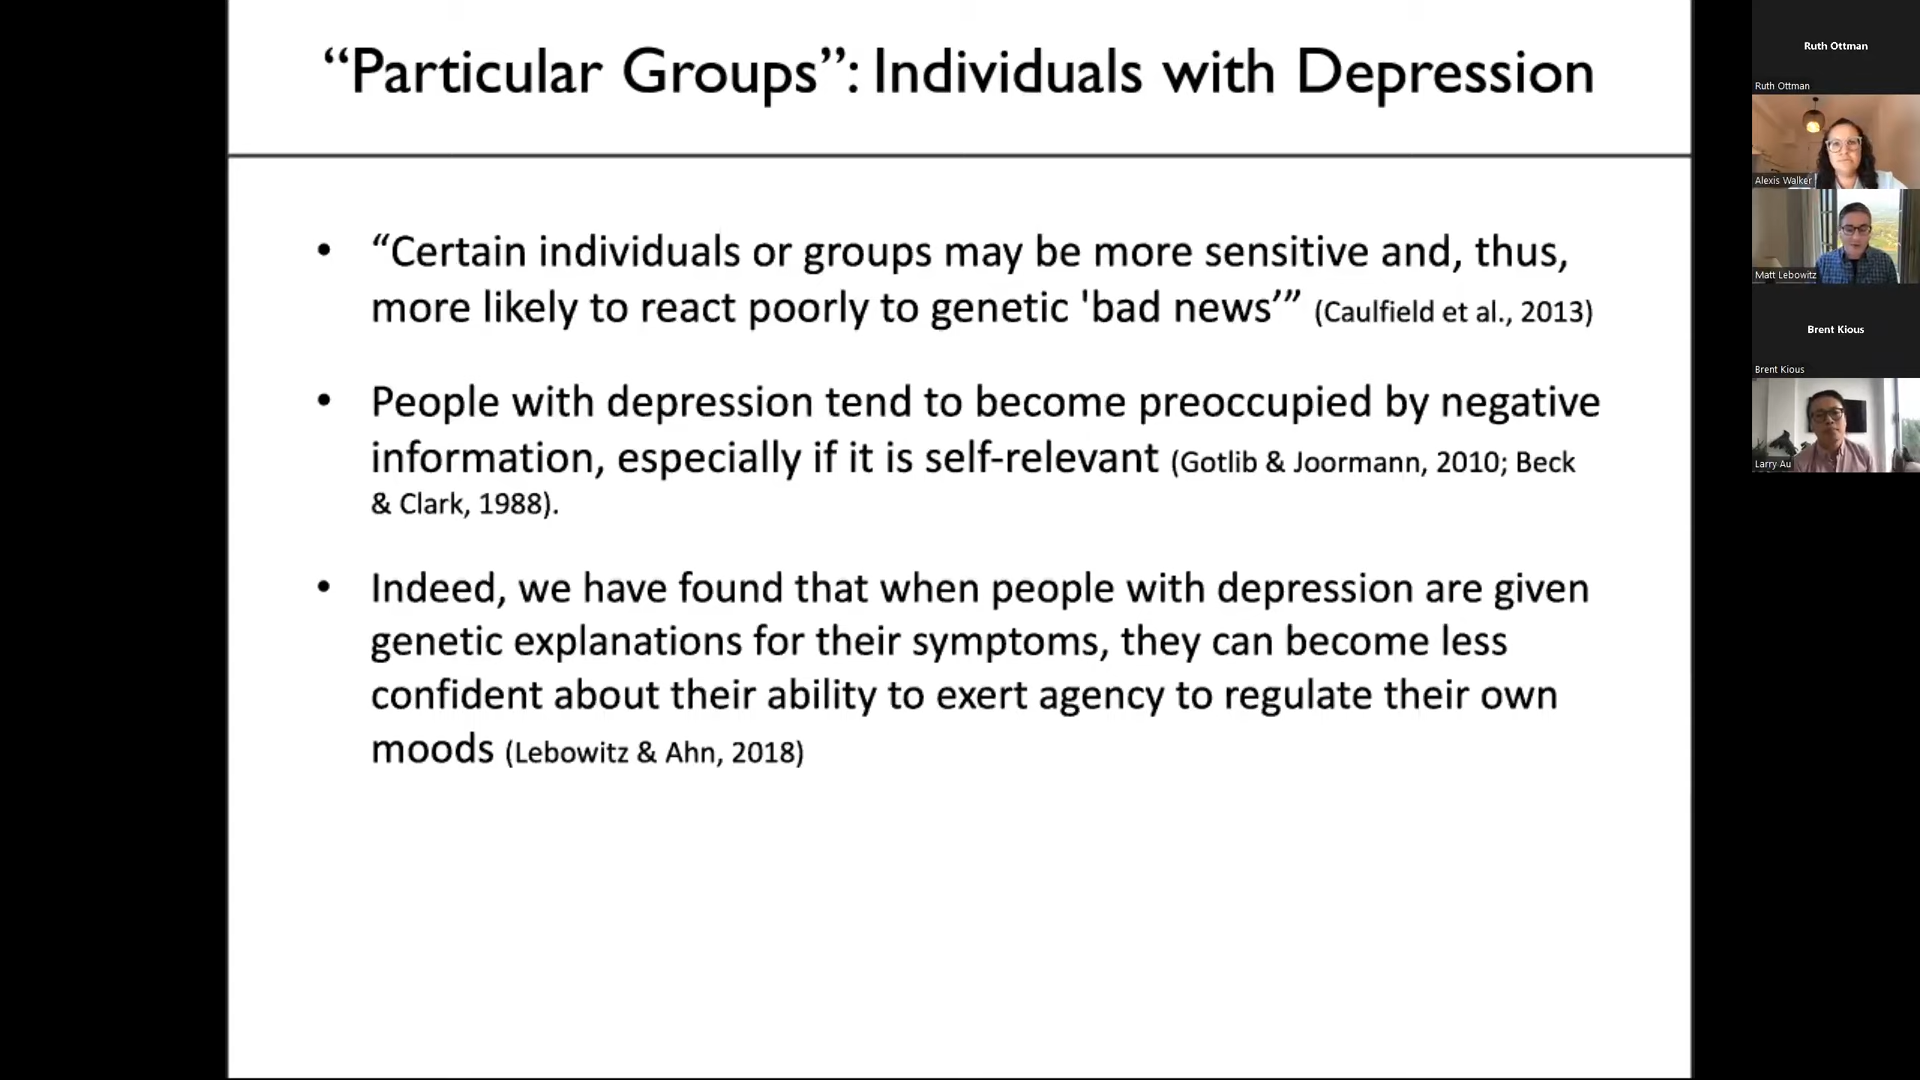 “Particular Groups”: Individuals with Depression
• “Certain individuals or groups may be more sensitive and, thus,
more likely to react poorly to genetic 'bad news’” (Caulfield et al., 2013)
• People with depression tend to become preoccupied by negative
information, especially if it is self-relevant (Gotlib & Joormann, 2010; Beck
& Clark, 1988).
• Indeed, we have found that when people with depression are given
genetic explanations for their symptoms, they can become less
confident about their ability to exert agency to regulate their own
moods (Lebowitz & Ahn, 2018)
Ruth Ottman
Ruth Ottman
Alexis Walker
Matt Lebowitz
Brent Kious
Brent Kious
Larry Au